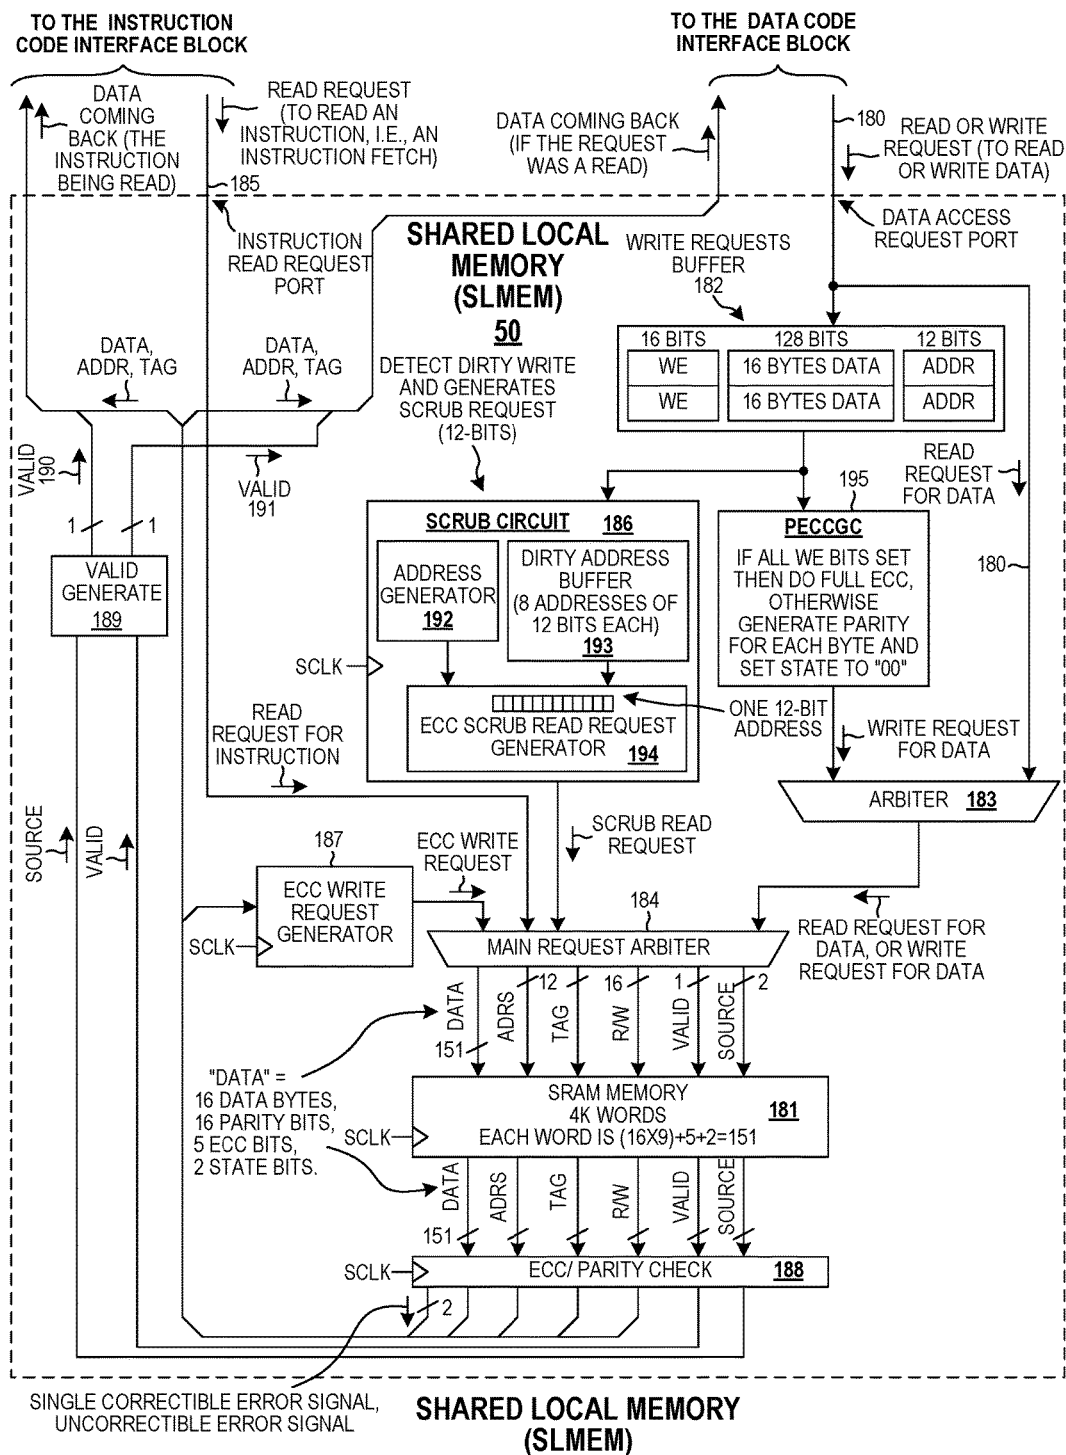 TO THE INSTRUCTION
CODE INTERFACE BLOCK
TO THE DATA CODE
INTERFACE BLOCK
DATA
COMING
BACK (THE
INSTRUCTION
BEING READ)
READ REQUEST
(TO READ AN
INSTRUCTION, I.E., AN
INSTRUCTION FETCH)
185
DATA COMING BACK
(IF THE REQUEST
WAS A READ)
180
READ OR WRITE
REQUEST (TO READ
OR WRITE DATA)
INSTRUCTION
READ REQUEST
PORT
SHARED LOCAL
MEMORY
(SLMEM)
50
WRITE REQUESTS
BUFFER
182
DATA ACCESS
REQUEST PORT
16 BITS
128 BITS
12 BITS
WE
16 BYTES DATA
ADDR
WE
16 BYTES DATA
ADDR
DATA,
ADDR, TAG
DATA,
ADDR, TAG
DETECT DIRTY WRITE
AND GENERATES
SCRUB REQUEST
(12-BITS)
VALID
190
VALID
191
1
1
READ
REQUEST
FOR DATA
195
180
VALID
GENERATE
189
SCRUB CIRCUIT 186
ADDRESS
GENERATOR
192
DIRTY ADDRESS
BUFFER
(8 ADDRESSES OF
12 BITS EACH)
193
SCLK
ECC SCRUB READ REQUEST
GENERATOR 194
PECCGC
IF ALL WE BITS SET
THEN DO FULL ECC,
OTHERWISE
GENERATE PARITY
FOR EACH BYTE AND
SET STATE TO "00"
ONE 12-BIT
ADDRESS
WRITE REQUEST
FOR DATA
READ
REQUEST FOR
INSTRUCTION
ARBITER 183
SOURCE
VALID
SCRUB READ
REQUEST
187
ECC WRITE
REQUEST
ECC WRITE
REQUEST
GENERATOR
SCLK
184
MAIN REQUEST ARBITER
READ REQUEST FOR
DATA, OR WRITE
REQUEST FOR DATA
DATA
151
ADRS
12
TAG
R/W
16
VALID
1
SOURCE
2
"DATA" =
16 DATA BYTES,
16 PARITY BITS,
5 ECC BITS,
2 STATE BITS.
SRAM MEMORY
4K WORDS
EACH WORD IS (16X9)+5+2=151
181
SCLK
DATA
151
ADRS
TAG
R/W
VALID
SOURCE
SCLK
ECC/ PARITY CHECK 188
2
SINGLE CORRECTIBLE ERROR SIGNAL,
UNCORRECTIBLE ERROR SIGNAL
SHARED LOCAL MEMORY
(SLMEM)